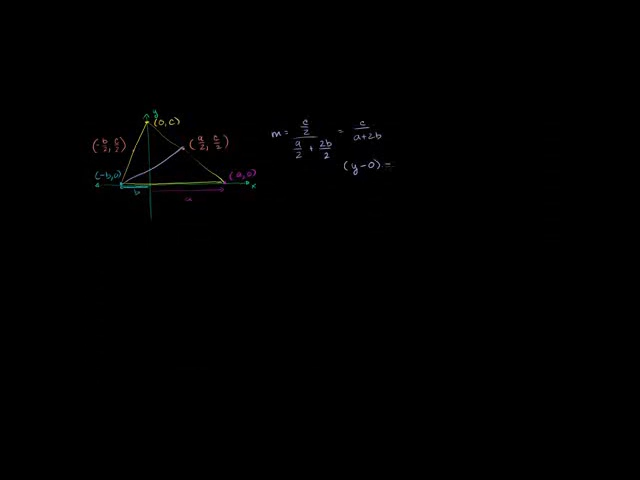 y
(0, c)
(-b/2, c/2)
(a/2, c/2)
(-b, 0)
(a, 0)
x
b
a
m = (c/2)/(a/2 + 2b/2) = c/(a+2b)
(y-0) =